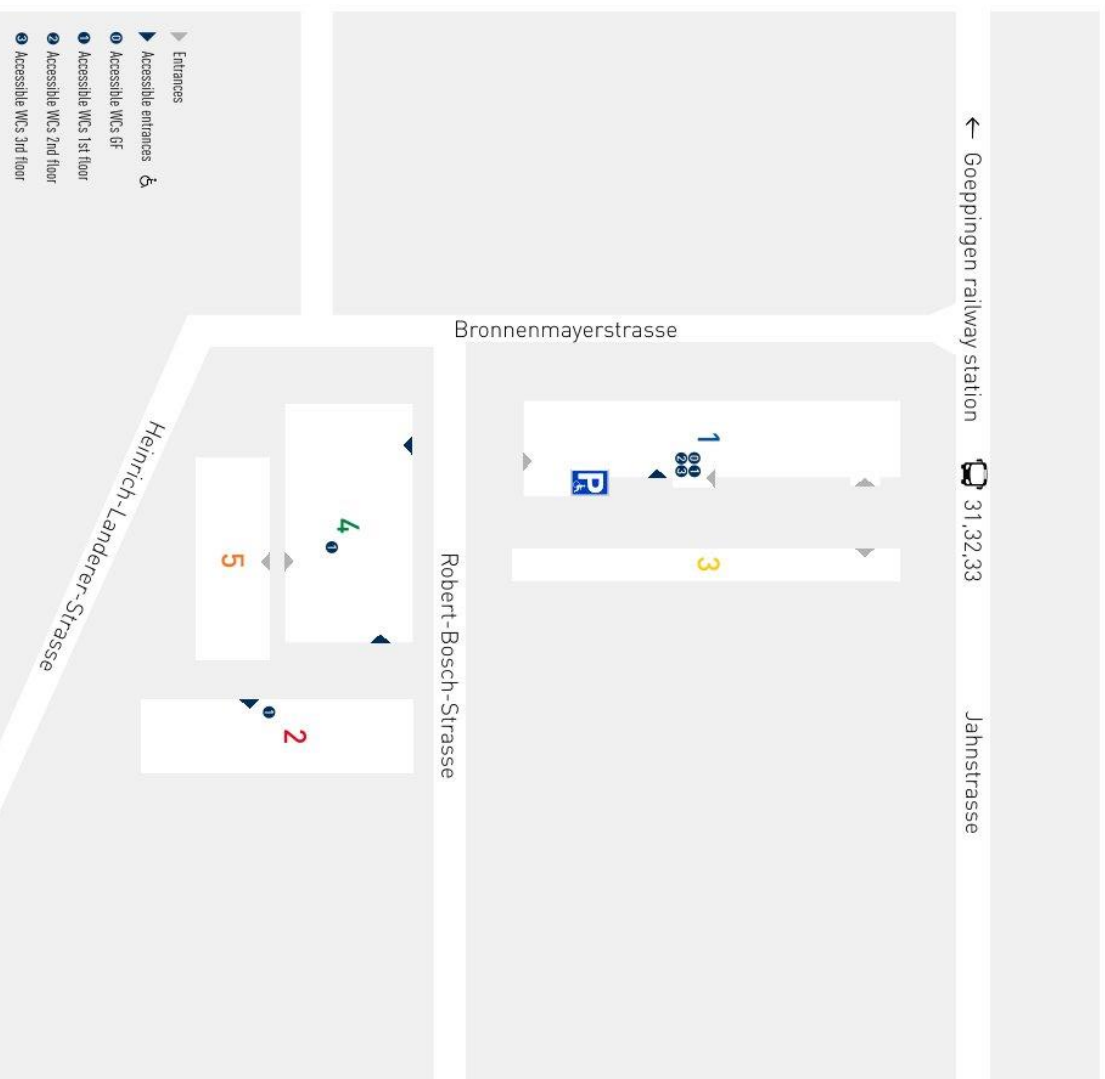 ← Goeppingen railway station
31,32,33
Jahnstrasse
Bronnenmayerstrasse
1
0 1
2 3
P
3
Robert-Bosch-Strasse
4
1
5
2
1
Heinrich-Landerer-Strasse
Entrances
Accessible entrances
0 Accessible WCs GF
1 Accessible WCs 1st floor
2 Accessible WCs 2nd floor
3 Accessible WCs 3rd floor